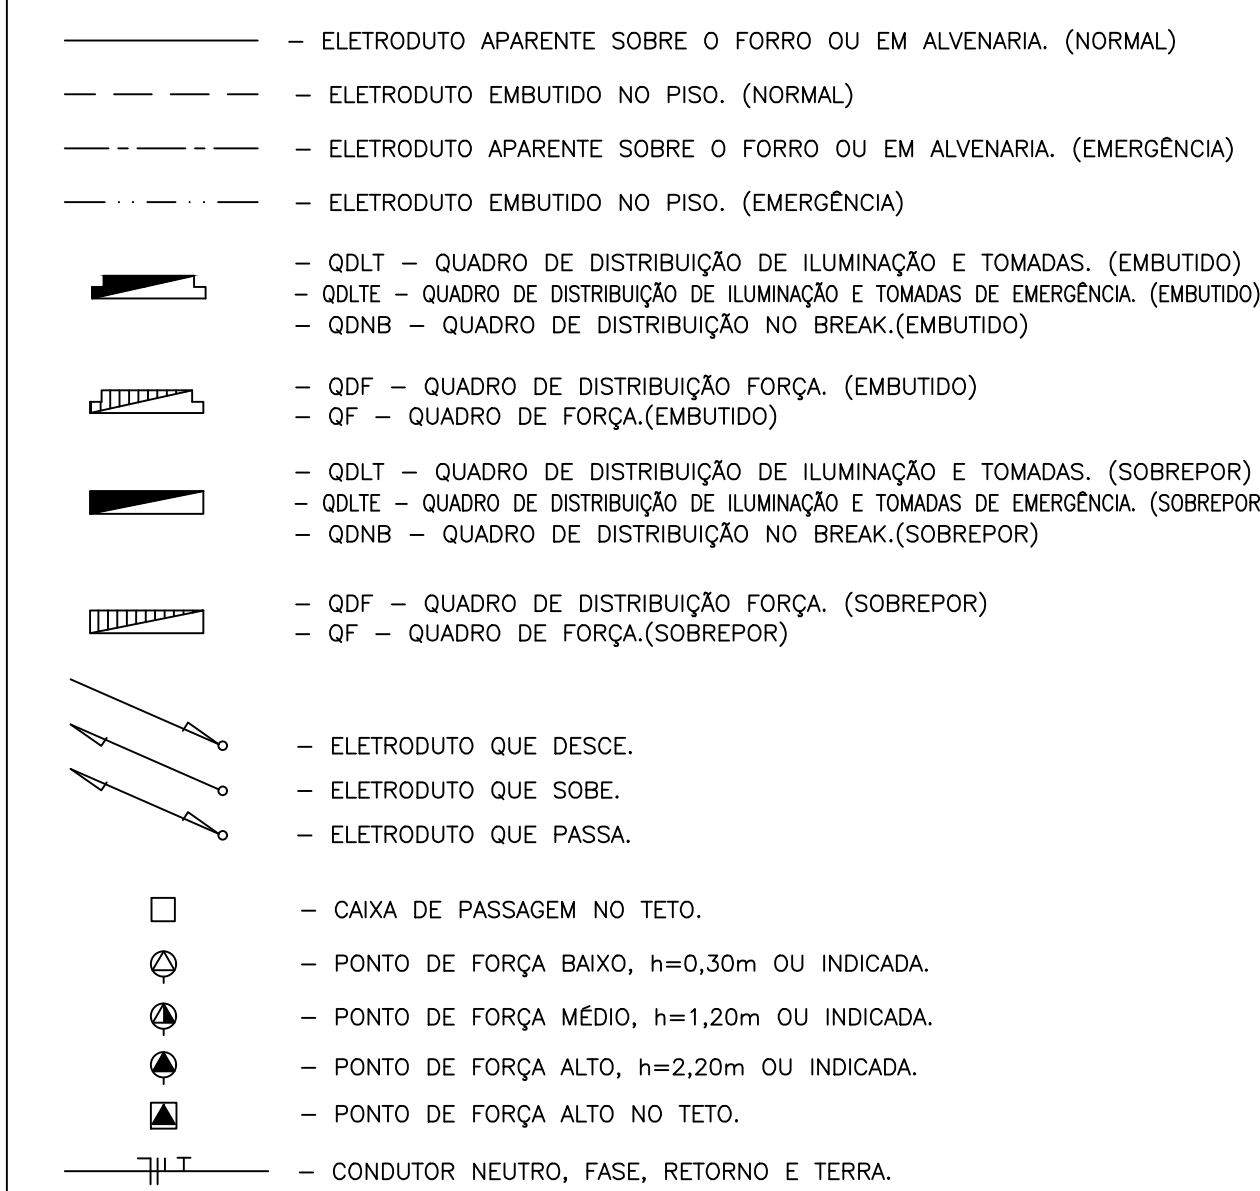 – ELETRODUTO APARENTE SOBRE O FORRO OU EM ALVENARIA. (NORMAL)
– ELETRODUTO EMBUTIDO NO PISO. (NORMAL)
– ELETRODUTO APARENTE SOBRE O FORRO OU EM ALVENARIA. (EMERGÊNCIA)
– ELETRODUTO EMBUTIDO NO PISO. (EMERGÊNCIA)
– QDLT – QUADRO DE DISTRIBUIÇÃO DE ILUMINAÇÃO E TOMADAS. (EMBUTIDO)
– QDLTE – QUADRO DE DISTRIBUIÇÃO DE ILUMINAÇÃO E TOMADAS DE EMERGÊNCIA. (EMBUTIDO)
– QDNB – QUADRO DE DISTRIBUIÇÃO NO BREAK.(EMBUTIDO)
– QDF – QUADRO DE DISTRIBUIÇÃO FORÇA. (EMBUTIDO)
– QF – QUADRO DE FORÇA.(EMBUTIDO)
– QDLT – QUADRO DE DISTRIBUIÇÃO DE ILUMINAÇÃO E TOMADAS. (SOBREPOR)
– QDLTE – QUADRO DE DISTRIBUIÇÃO DE ILUMINAÇÃO E TOMADAS DE EMERGÊNCIA. (SOBREPOR
– QDNB – QUADRO DE DISTRIBUIÇÃO NO BREAK.(SOBREPOR)
– QDF – QUADRO DE DISTRIBUIÇÃO FORÇA. (SOBREPOR)
– QF – QUADRO DE FORÇA.(SOBREPOR)
– ELETRODUTO QUE DESCE.
– ELETRODUTO QUE SOBE.
– ELETRODUTO QUE PASSA.
– CAIXA DE PASSAGEM NO TETO.
– PONTO DE FORÇA BAIXO, h=0,30m OU INDICADA.
– PONTO DE FORÇA MÉDIO, h=1,20m OU INDICADA.
– PONTO DE FORÇA ALTO, h=2,20m OU INDICADA.
– PONTO DE FORÇA ALTO NO TETO.
– CONDUTOR NEUTRO, FASE, RETORNO E TERRA.